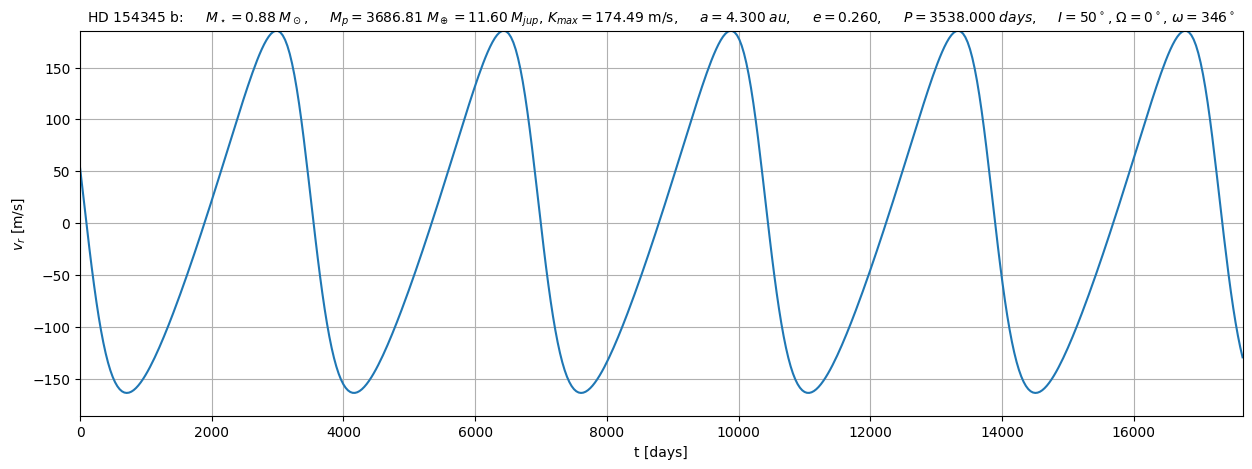 HD 154345 b: M⋆ = 0.88 M⊙, Mp = 3686.81 M⊕ = 11.60 Mjup, Kmax = 174.49 m/s, a = 4.300 au, e = 0.260, P = 3538.000 days, I = 50°, Ω = 0°, ω = 346°
150
100
50
0
−50
−100
−150
vr [m/s]
0 2000 4000 6000 8000 10000 12000 14000 16000
t [days]